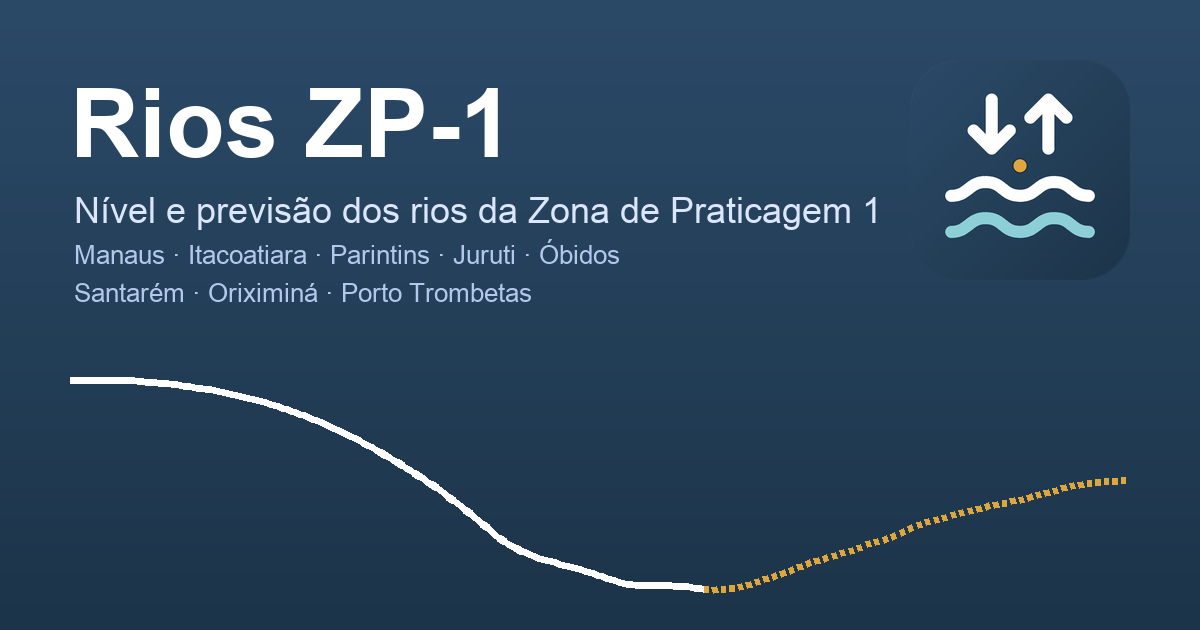 Rios ZP-1
Nível e previsão dos rios da Zona de Praticagem 1
Manaus · Itacoatiara · Parintins · Juruti · Óbidos
Santarém · Oriximiná · Porto Trombetas